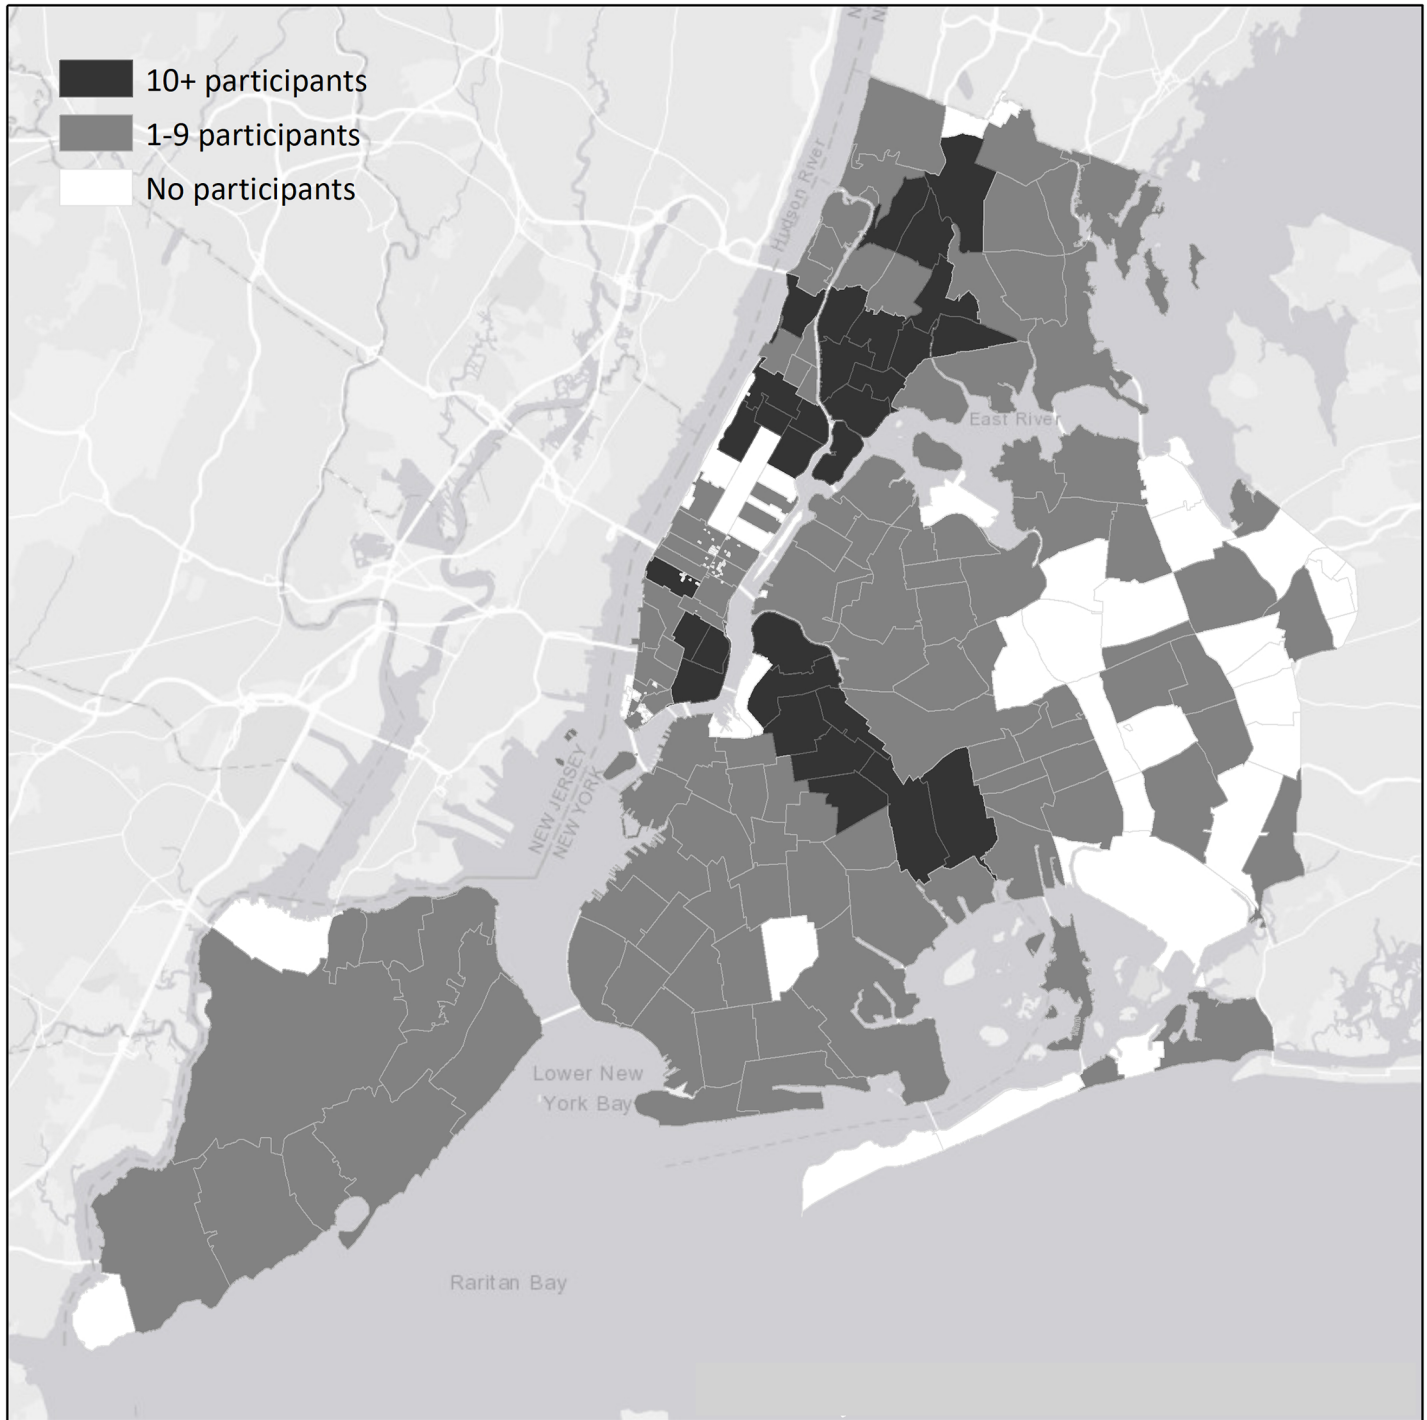 10+ participants
1-9 participants
No participants
Hudson River
East River
NEW JERSEY
NEW YORK
Lower New
York Bay
Raritan Bay